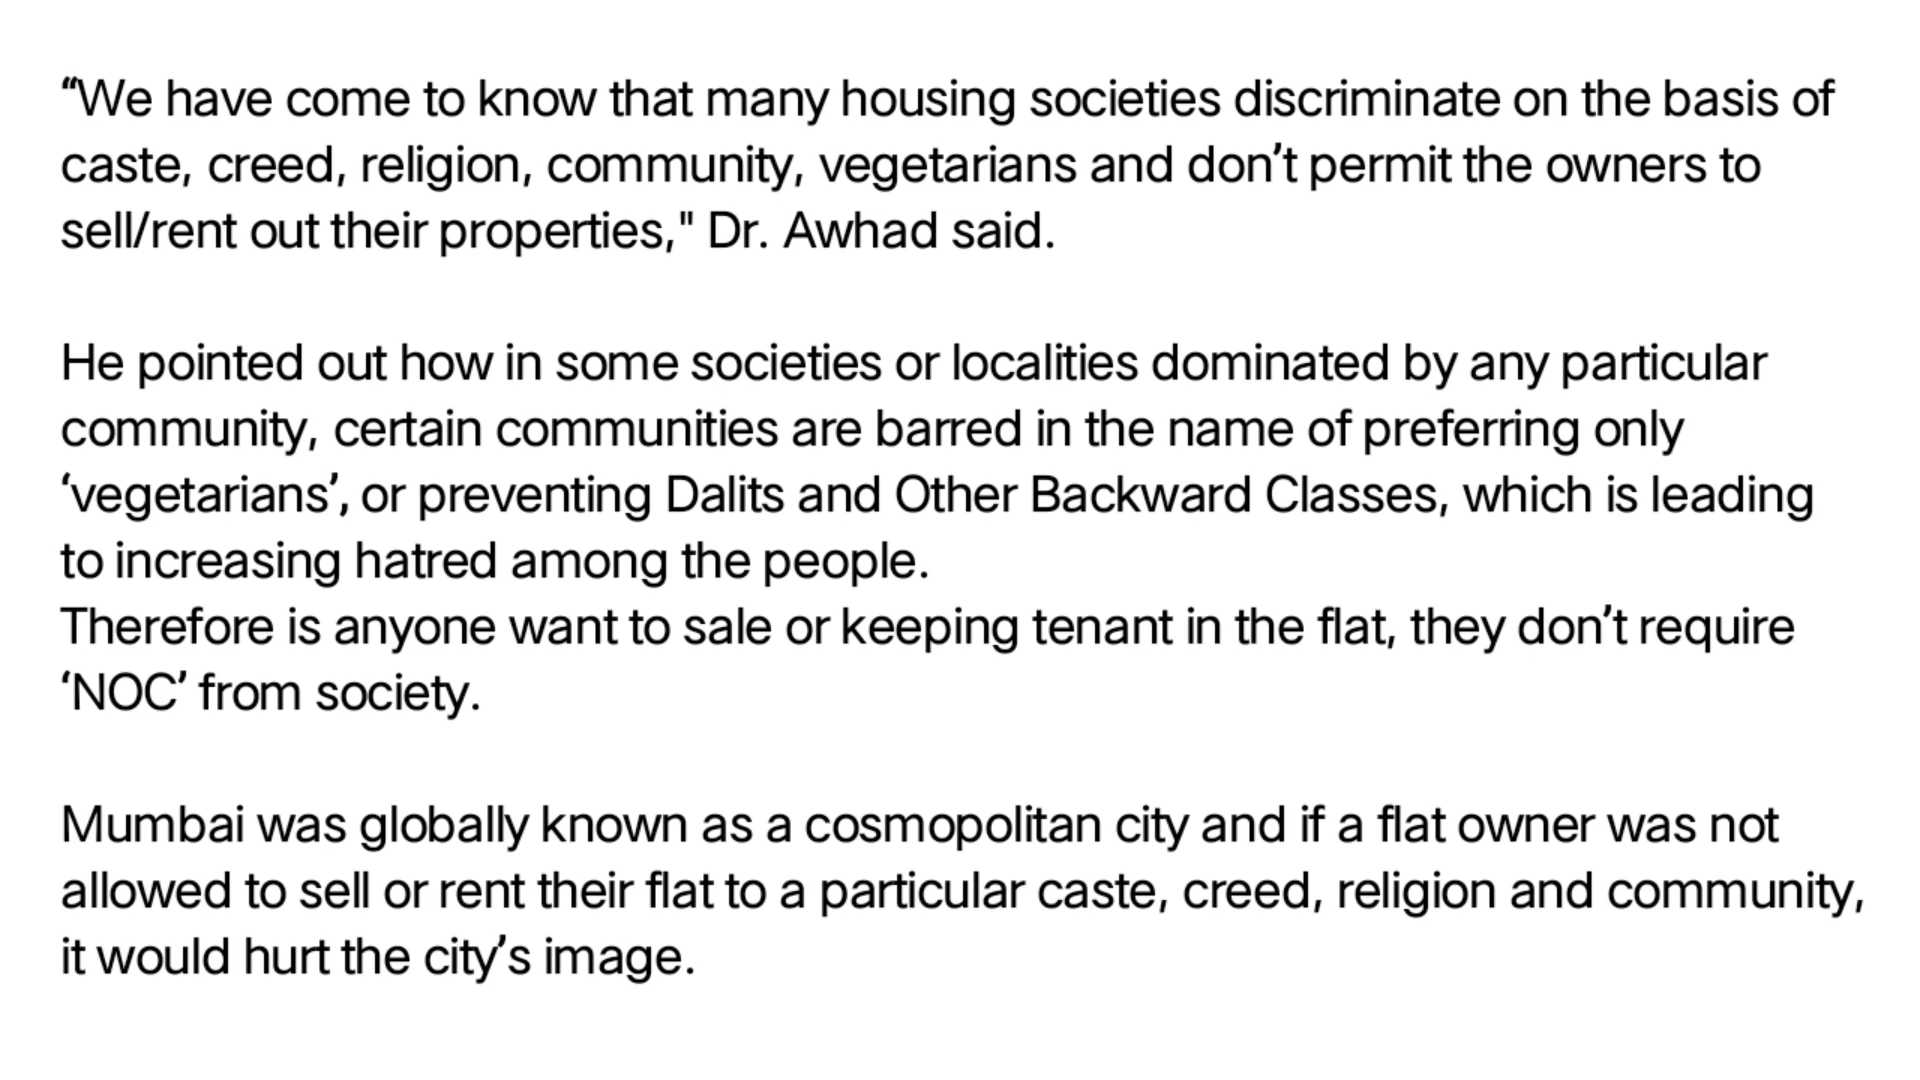 “We have come to know that many housing societies discriminate on the basis of
caste, creed, religion, community, vegetarians and don’t permit the owners to
sell/rent out their properties," Dr. Awhad said.
He pointed out how in some societies or localities dominated by any particular
community, certain communities are barred in the name of preferring only
‘vegetarians’, or preventing Dalits and Other Backward Classes, which is leading
to increasing hatred among the people.
Therefore is anyone want to sale or keeping tenant in the flat, they don’t require
‘NOC’ from society.
Mumbai was globally known as a cosmopolitan city and if a flat owner was not
allowed to sell or rent their flat to a particular caste, creed, religion and community,
it would hurt the city’s image.